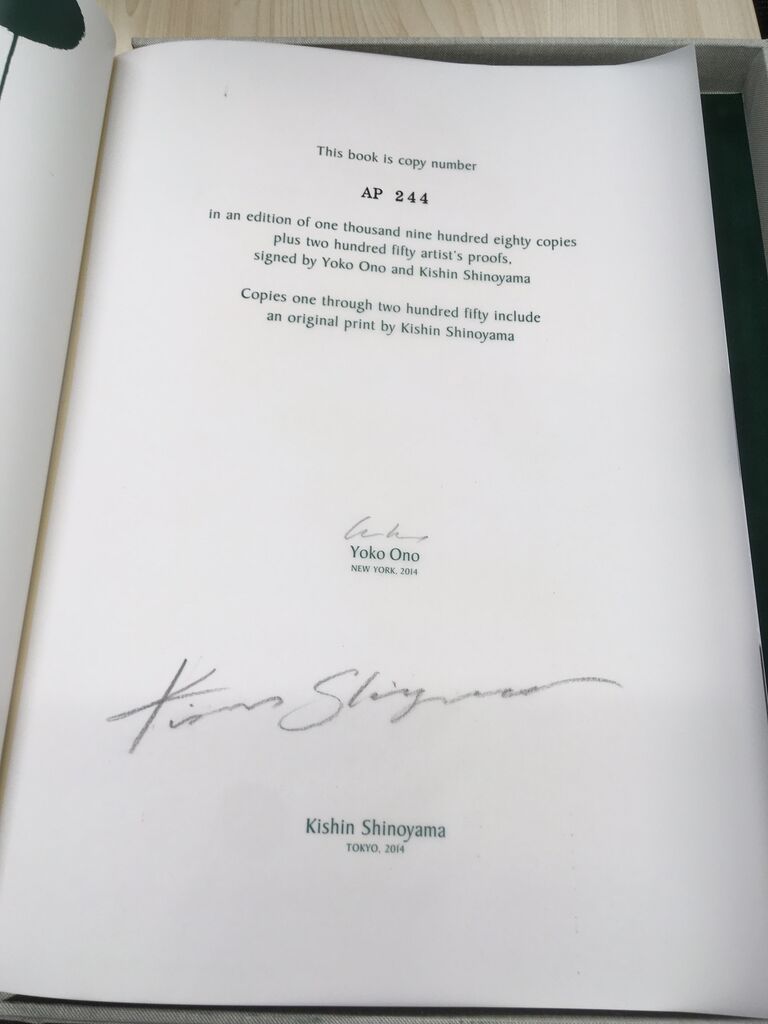 This book is copy number
AP 244
in an edition of one thousand nine hundred eighty copies
plus two hundred fifty artist's proofs,
signed by Yoko Ono and Kishin Shinoyama
Copies one through two hundred fifty include
an original print by Kishin Shinoyama
Yoko Ono
NEW YORK, 2014
Kishin Shinoyama
Kishin Shinoyama
TOKYO, 2014